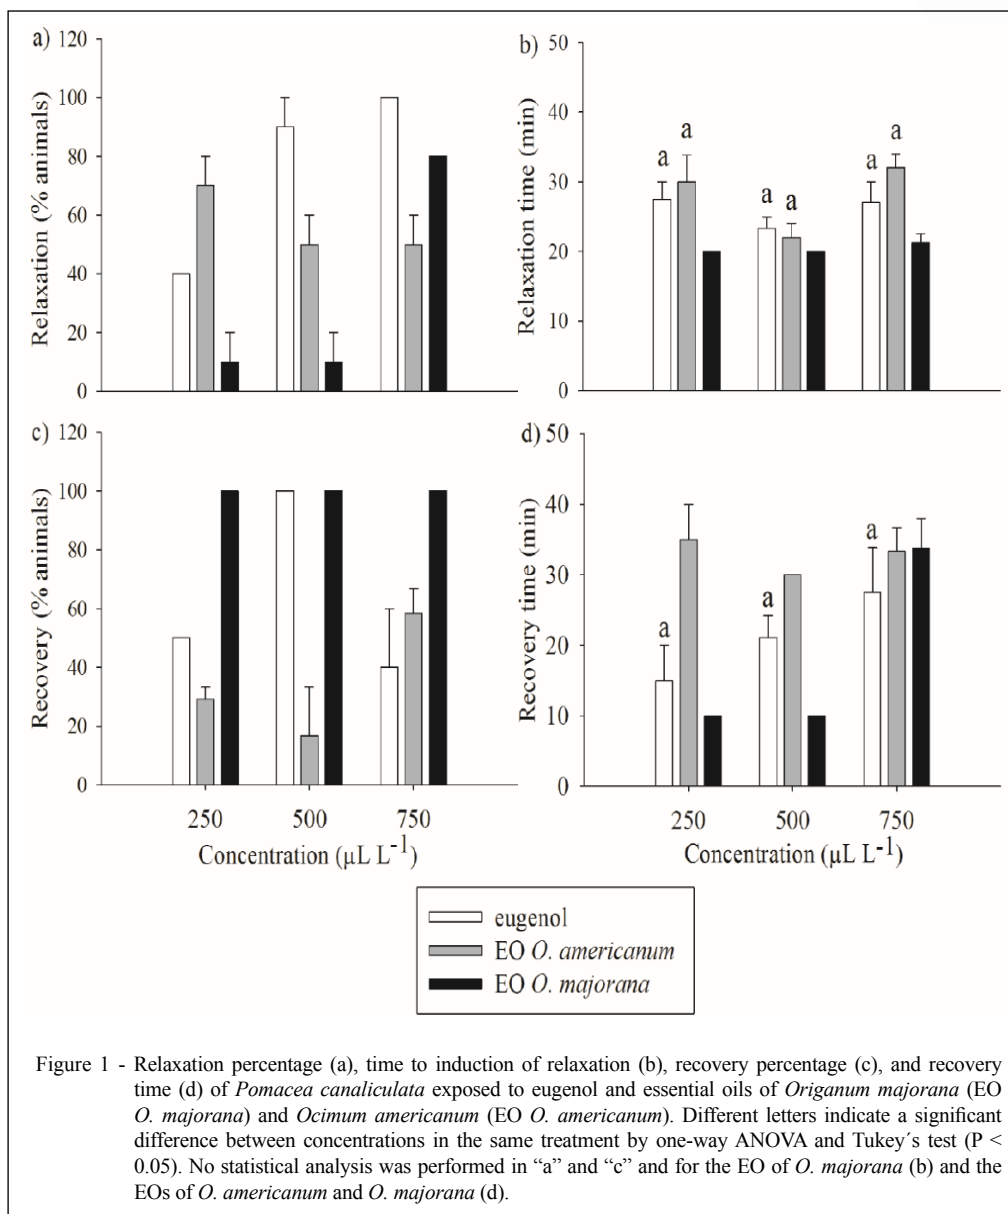 a)
120
100
80
60
40
20
0
Relaxation (% animals)
b)
50
40
30
20
10
0
Relaxation time (min)
a a
a a
a a
c)
120
100
80
60
40
20
0
Recovery (% animals)
250 500 750
Concentration (µL L-1)
d)
50
40
30
20
10
0
Recovery time (min)
a
a
a
250 500 750
Concentration (µL L-1)
eugenol
EO O. americanum
EO O. majorana
Figure 1 - Relaxation percentage (a), time to induction of relaxation (b), recovery percentage (c), and recovery
time (d) of Pomacea canaliculata exposed to eugenol and essential oils of Origanum majorana (EO
O. majorana) and Ocimum americanum (EO O. americanum). Different letters indicate a significant
difference between concentrations in the same treatment by one-way ANOVA and Tukey´s test (P <
0.05). No statistical analysis was performed in “a” and “c” and for the EO of O. majorana (b) and the
EOs of O. americanum and O. majorana (d).